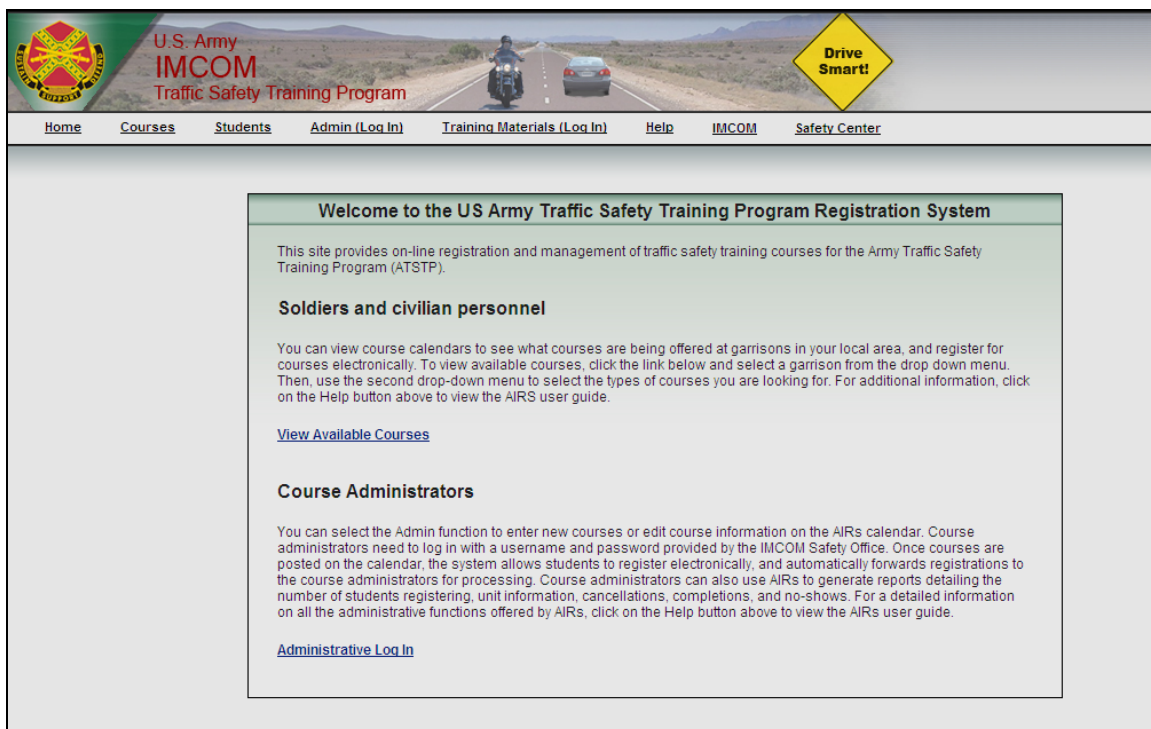 U.S. Army
IMCOM
Traffic Safety Training Program
Drive
Smart!
SUSTAIN SUPPORT DEFEND
Home Courses Students Admin (Log In) Training Materials (Log In) Help IMCOM Safety Center
Welcome to the US Army Traffic Safety Training Program Registration System
This site provides on-line registration and management of traffic safety training courses for the Army Traffic Safety
Training Program (ATSTP).
Soldiers and civilian personnel
You can view course calendars to see what courses are being offered at garrisons in your local area, and register for
courses electronically. To view available courses, click the link below and select a garrison from the drop down menu.
Then, use the second drop-down menu to select the types of courses you are looking for. For additional information, click
on the Help button above to view the AIRS user guide.
View Available Courses
Course Administrators
You can select the Admin function to enter new courses or edit course information on the AIRs calendar. Course
administrators need to log in with a username and password provided by the IMCOM Safety Office. Once courses are
posted on the calendar, the system allows students to register electronically, and automatically forwards registrations to
the course administrators for processing. Course administrators can also use AIRs to generate reports detailing the
number of students registering, unit information, cancellations, completions, and no-shows. For a detailed information
on all the administrative functions offered by AIRs, click on the Help button above to view the AIRs user guide.
Administrative Log In